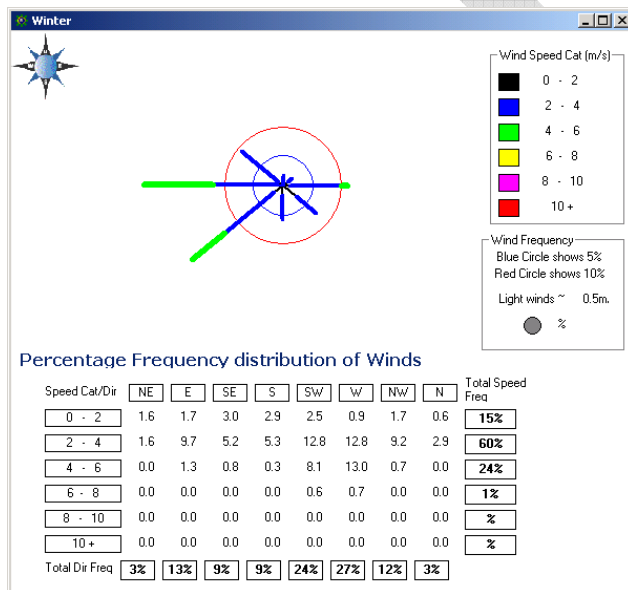 Winter
Wind Speed Cat (m/s)
0 - 2
2 - 4
4 - 6
6 - 8
8 - 10
10 +
Wind Frequency
Blue Circle shows 5%
Red Circle shows 10%
Light winds ~ 0.5m.
%
Percentage Frequency distribution of Winds
Speed Cat/Dir NE E SE S SW W NW N Total Speed Freq
0 - 2 1.6 1.7 3.0 2.9 2.5 0.9 1.7 0.6 15%
2 - 4 1.6 9.7 5.2 5.3 12.8 12.8 9.2 2.9 60%
4 - 6 0.0 1.3 0.8 0.3 8.1 13.0 0.7 0.0 24%
6 - 8 0.0 0.0 0.0 0.0 0.6 0.7 0.0 0.0 1%
8 - 10 0.0 0.0 0.0 0.0 0.0 0.0 0.0 0.0 %
10 + 0.0 0.0 0.0 0.0 0.0 0.0 0.0 0.0 %
Total Dir Freq 3% 13% 9% 9% 24% 27% 12% 3%